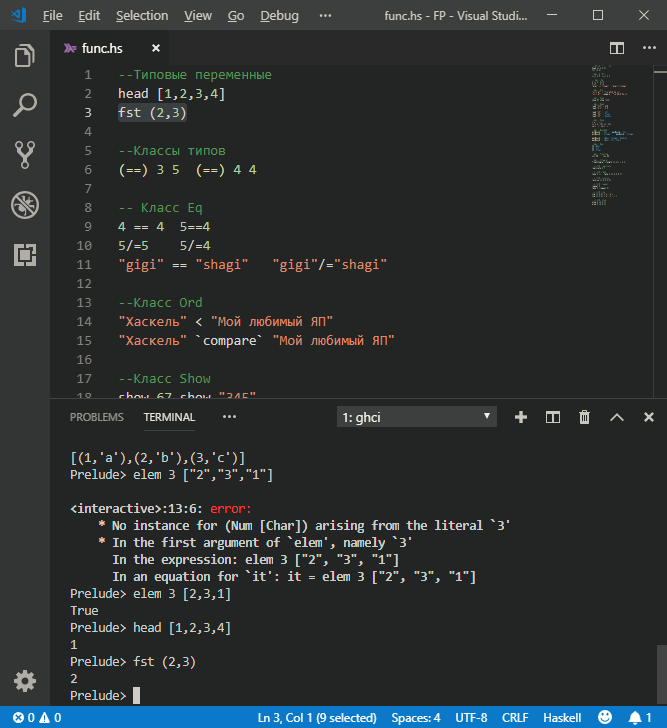 File Edit Selection View Go Debug ··· func.hs - FP - Visual Studi...
func.hs
1 --Типовые переменные
2 head [1,2,3,4]
3 fst (2,3)
4
5 --Классы типов
6 (==) 3 5  (==) 4 4
7
8 -- Класс Eq
9 4 == 4  5==4
10 5/=5    5/=4
11 "gigi" == "shagi"   "gigi"/="shagi"
12
13 --Класс Ord
14 "Хаскель" < "Мой любимый ЯП"
15 "Хаскель" `compare` "Мой любимый ЯП"
16
17 --Класс Show
18 show 67 show "345"
PROBLEMS TERMINAL ··· 1: ghci
[(1,'a'),(2,'b'),(3,'c')]
Prelude> elem 3 ["2","3","1"]
<interactive>:13:6: error:
    * No instance for (Num [Char]) arising from the literal `3'
    * In the first argument of `elem', namely `3'
      In the expression: elem 3 ["2", "3", "1"]
      In an equation for `it': it = elem 3 ["2", "3", "1"]
Prelude> elem 3 [2,3,1]
True
Prelude> head [1,2,3,4]
1
Prelude> fst (2,3)
2
Prelude>
0 0 Ln 3, Col 1 (9 selected) Spaces: 4 UTF-8 CRLF Haskell 1